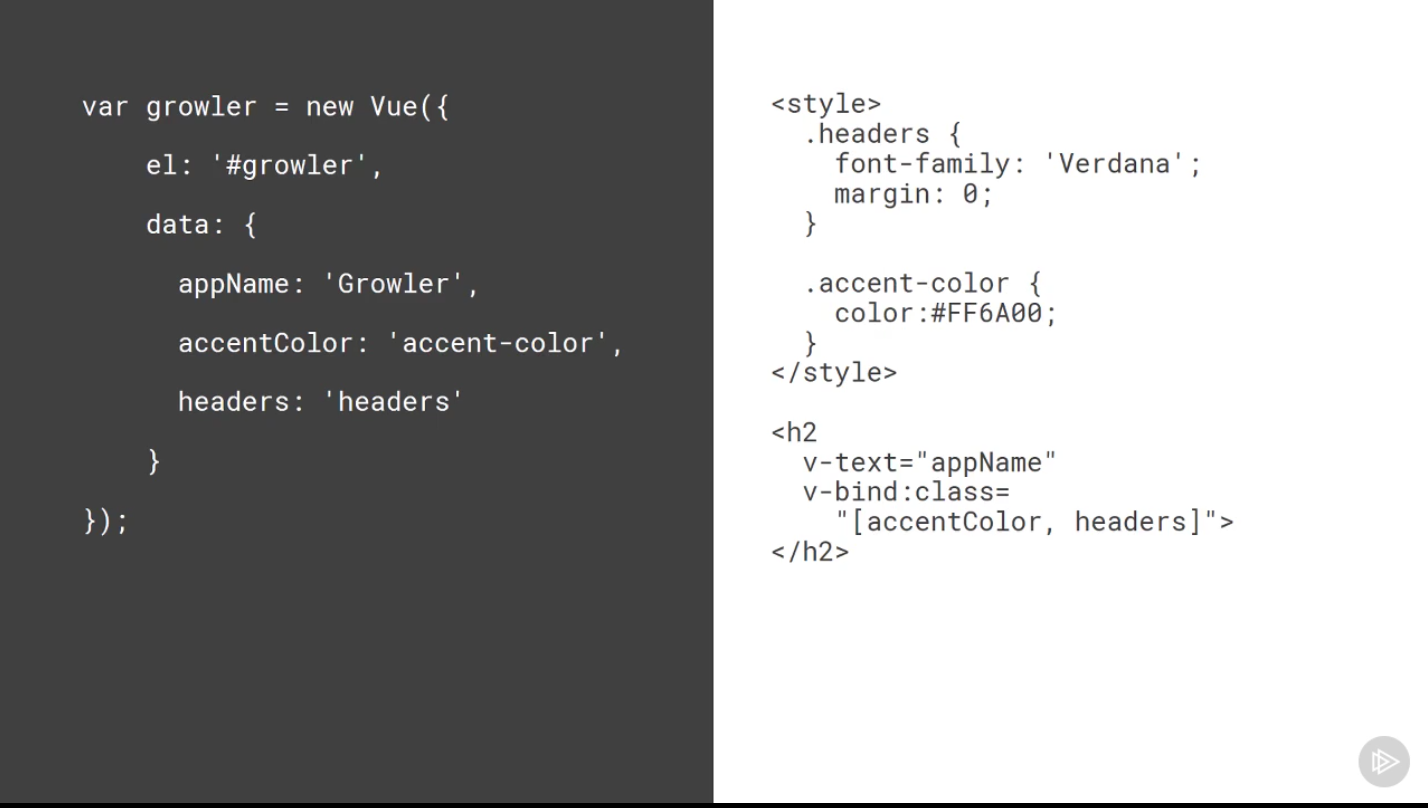 var growler = new Vue({
    el: '#growler',
    data: {
      appName: 'Growler',
      accentColor: 'accent-color',
      headers: 'headers'
    }
});
<style>
  .headers {
    font-family: 'Verdana';
    margin: 0;
  }
  .accent-color {
    color:#FF6A00;
  }
</style>
<h2
  v-text="appName"
  v-bind:class=
    "[accentColor, headers]">
</h2>